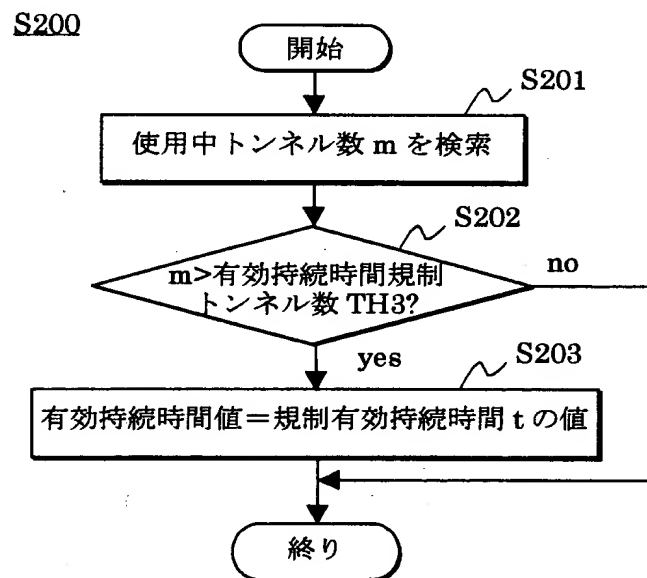 S200
開始
S201
使用中トンネル数 m を検索
S202
m>有効持続時間規制
トンネル数 TH3?
no
yes
S203
有効持続時間値＝規制有効持続時間 t の値
終り